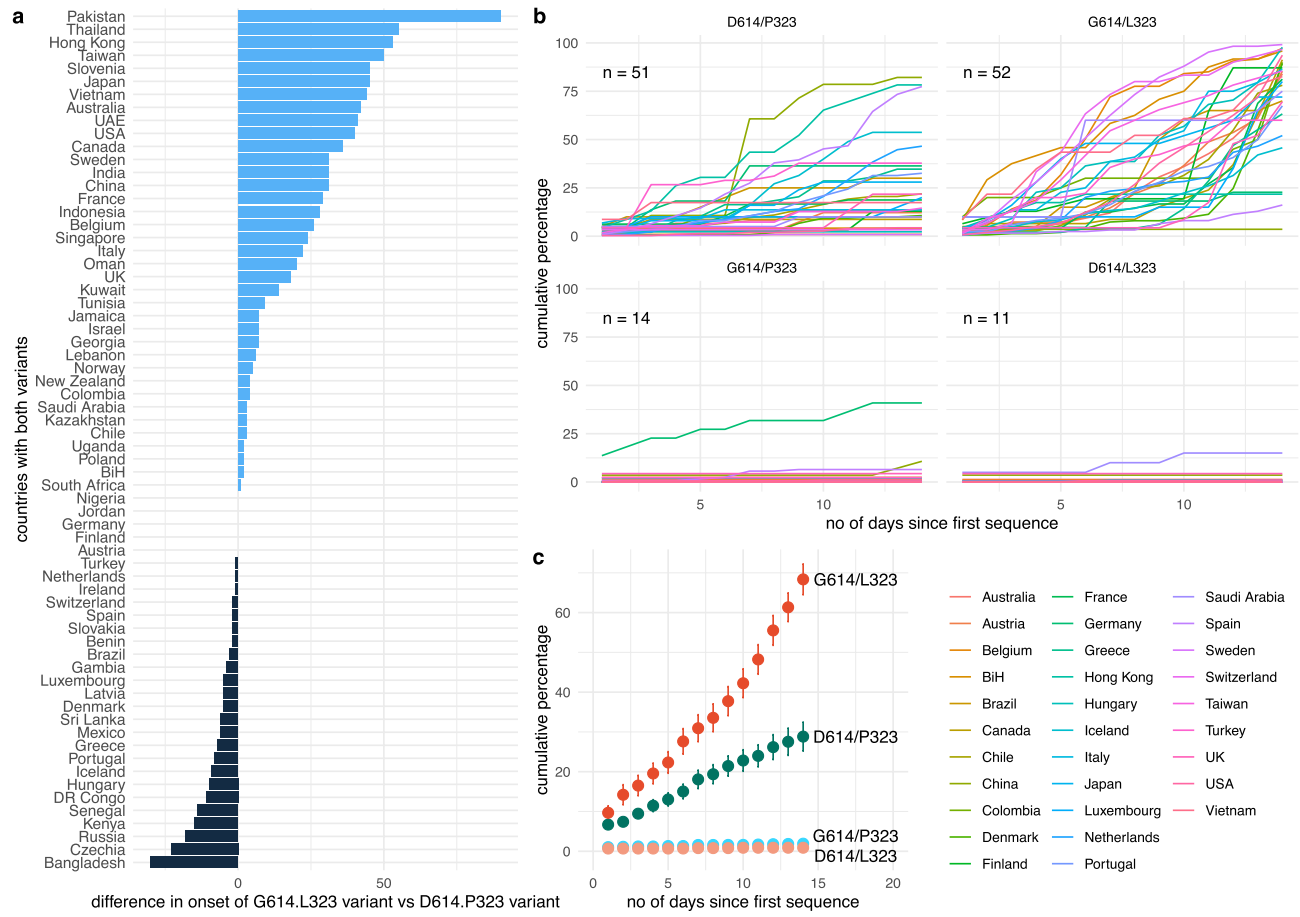 a
countries with both variants
Pakistan
Thailand
Hong Kong
Taiwan
Slovenia
Japan
Vietnam
Australia
UAE
USA
Canada
Sweden
India
China
France
Indonesia
Belgium
Singapore
Italy
Oman
UK
Kuwait
Tunisia
Jamaica
Israel
Georgia
Lebanon
Norway
New Zealand
Colombia
Saudi Arabia
Kazakhstan
Chile
Uganda
Poland
BiH
South Africa
Nigeria
Jordan
Germany
Finland
Austria
Turkey
Netherlands
Ireland
Switzerland
Spain
Slovakia
Benin
Brazil
Gambia
Luxembourg
Latvia
Denmark
Sri Lanka
Mexico
Greece
Portugal
Iceland
Hungary
DR Congo
Senegal
Kenya
Russia
Czechia
Bangladesh
0 50
difference in onset of G614.L323 variant vs D614.P323 variant
b
cumulative percentage
D614/P323 G614/L323
100
75
50
25
0
n = 51 n = 52
G614/P323 D614/L323
100
75
50
25
0
n = 14 n = 11
5 10 5 10
no of days since first sequence
c
cumulative percentage
60
40
20
0
G614/L323
D614/P323
G614/P323
D614/L323
0 5 10 15 20
no of days since first sequence
Australia
Austria
Belgium
BiH
Brazil
Canada
Chile
China
Colombia
Denmark
Finland
France
Germany
Greece
Hong Kong
Hungary
Iceland
Italy
Japan
Luxembourg
Netherlands
Portugal
Saudi Arabia
Spain
Sweden
Switzerland
Taiwan
Turkey
UK
USA
Vietnam